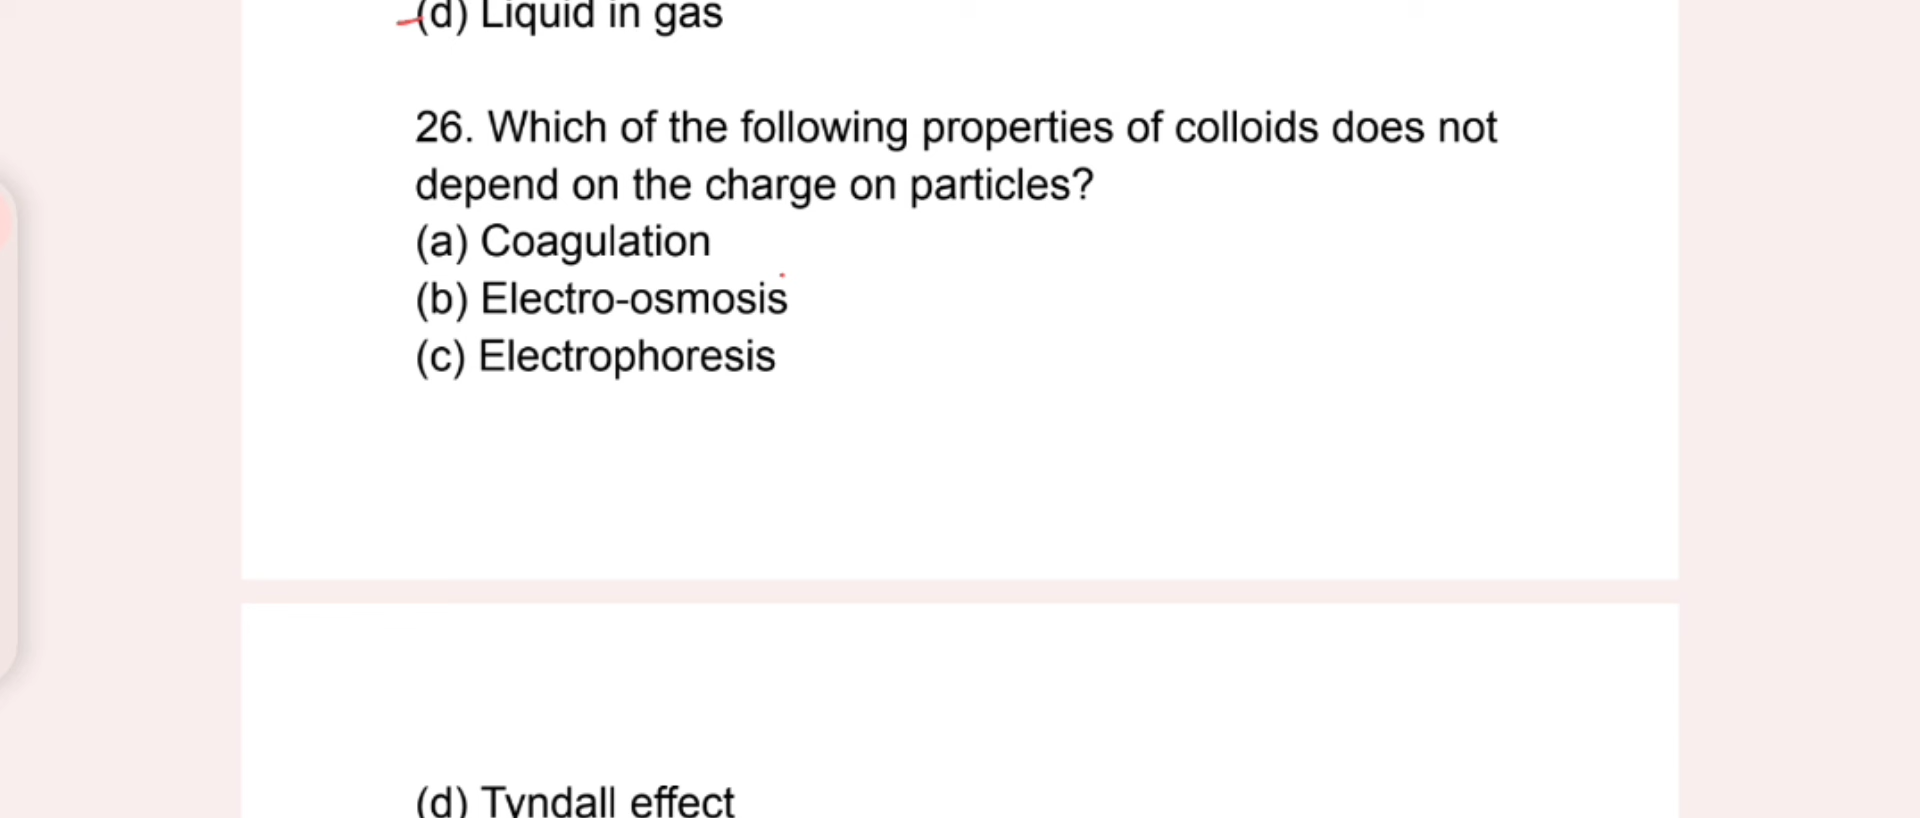 (d) Liquid in gas
26. Which of the following properties of colloids does not
depend on the charge on particles?
(a) Coagulation
(b) Electro-osmosis
(c) Electrophoresis
(d) Tyndall effect